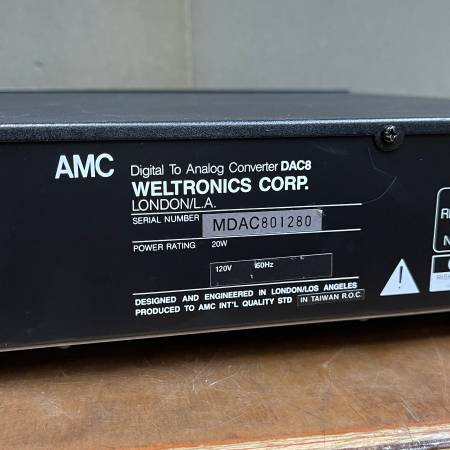 AMC
Digital To Analog Converter DAC8
WELTRONICS CORP.
LONDON/L.A.
SERIAL NUMBER MDAC801280
POWER RATING 20W
120V 60Hz
DESIGNED AND ENGINEERED IN LONDON/LOS ANGELES
PRODUCED TO AMC INT'L QUALITY STD IN TAIWAN R.O.C.